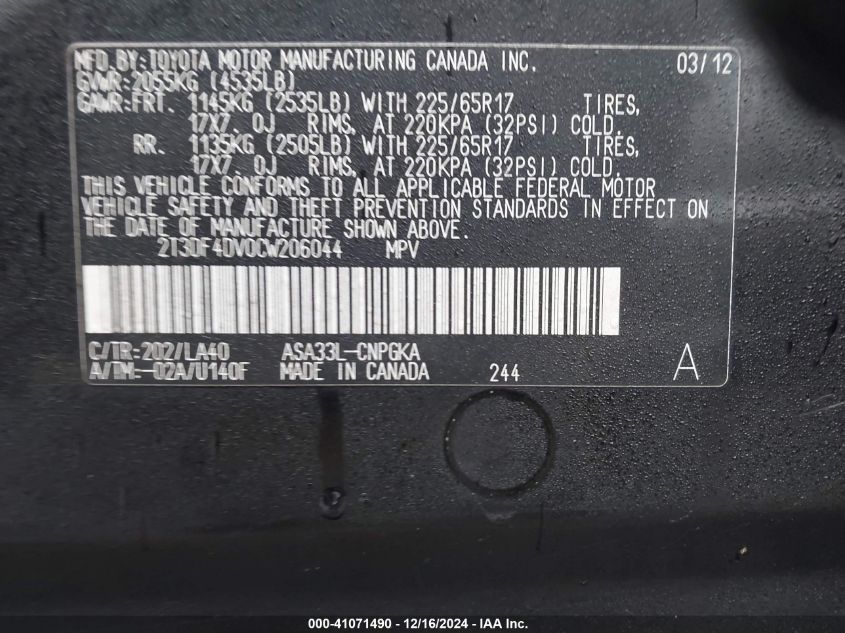 MFD.BY:TOYOTA MOTOR MANUFACTURING CANADA INC. 03/12
GVWR:2055KG (4535LB)
GAWR:FRT. 1145KG (2535LB) WITH 225/65R17 TIRES,
17X7.0J RIMS, AT 220KPA (32PSI) COLD.
RR. 1135KG (2505LB) WITH 225/65R17 TIRES,
17X7.0J RIMS, AT 220KPA (32PSI) COLD.
THIS VEHICLE CONFORMS TO ALL APPLICABLE FEDERAL MOTOR
VEHICLE SAFETY AND THEFT PREVENTION STANDARDS IN EFFECT ON
THE DATE OF MANUFACTURE SHOWN ABOVE.
2T3DF4DV0CW206044 MPV
C/TR:202/LA40 ASA33L-CNPGKA
A/TM:-02A/U140F MADE IN CANADA 244 A
000-41071490 - 12/16/2024 - IAA Inc.